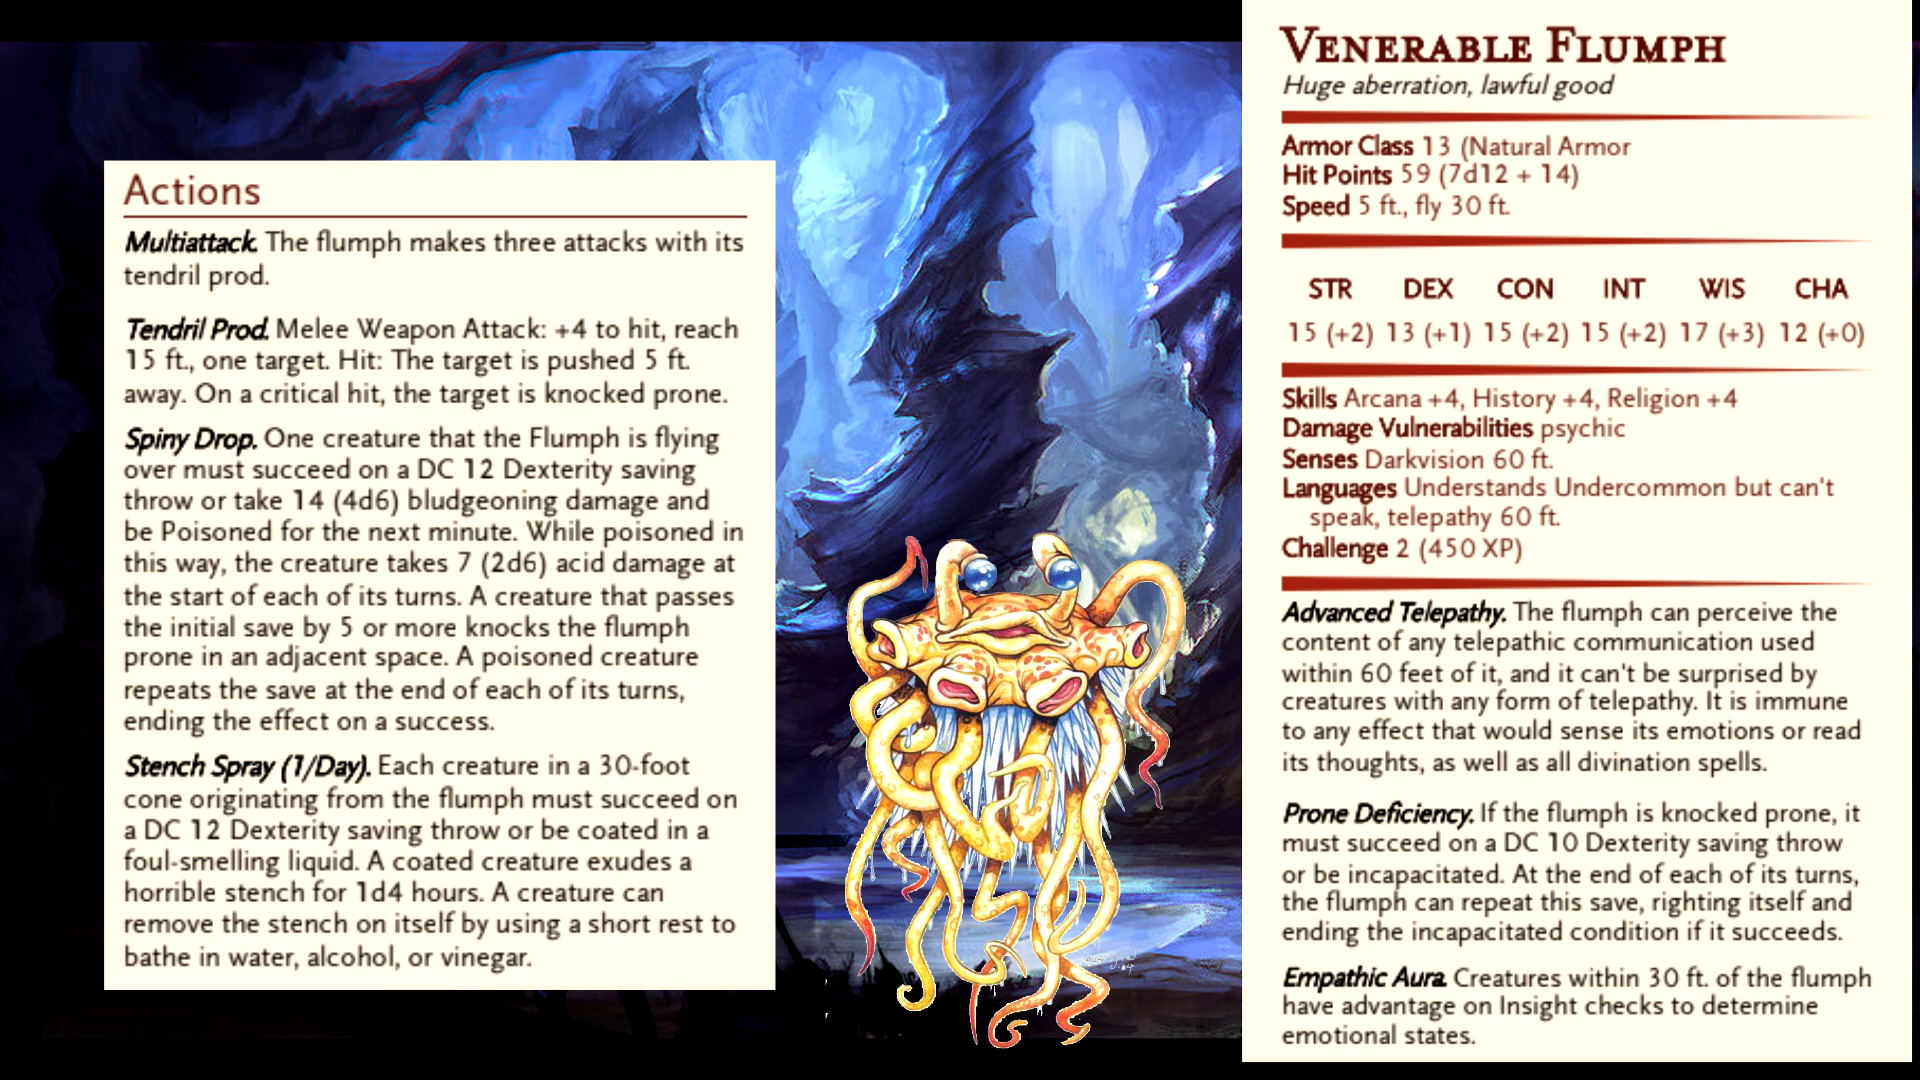 Actions
Multiattack. The flumph makes three attacks with its
tendril prod.
Tendril Prod. Melee Weapon Attack: +4 to hit, reach
15 ft., one target. Hit: The target is pushed 5 ft.
away. On a critical hit, the target is knocked prone.
Spiny Drop. One creature that the Flumph is flying
over must succeed on a DC 12 Dexterity saving
throw or take 14 (4d6) bludgeoning damage and
be Poisoned for the next minute. While poisoned in
this way, the creature takes 7 (2d6) acid damage at
the start of each of its turns. A creature that passes
the initial save by 5 or more knocks the flumph
prone in an adjacent space. A poisoned creature
repeats the save at the end of each of its turns,
ending the effect on a success.
Stench Spray (1/Day). Each creature in a 30-foot
cone originating from the flumph must succeed on
a DC 12 Dexterity saving throw or be coated in a
foul-smelling liquid. A coated creature exudes a
horrible stench for 1d4 hours. A creature can
remove the stench on itself by using a short rest to
bathe in water, alcohol, or vinegar.
Venerable Flumph
Huge aberration, lawful good
Armor Class 13 (Natural Armor
Hit Points 59 (7d12 + 14)
Speed 5 ft., fly 30 ft.
STR DEX CON INT WIS CHA
15 (+2) 13 (+1) 15 (+2) 15 (+2) 17 (+3) 12 (+0)
Skills Arcana +4, History +4, Religion +4
Damage Vulnerabilities psychic
Senses Darkvision 60 ft.
Languages Understands Undercommon but can't
speak, telepathy 60 ft.
Challenge 2 (450 XP)
Advanced Telepathy. The flumph can perceive the
content of any telepathic communication used
within 60 feet of it, and it can't be surprised by
creatures with any form of telepathy. It is immune
to any effect that would sense its emotions or read
its thoughts, as well as all divination spells.
Prone Deficiency. If the flumph is knocked prone, it
must succeed on a DC 10 Dexterity saving throw
or be incapacitated. At the end of each of its turns,
the flumph can repeat this save, righting itself and
ending the incapacitated condition if it succeeds.
Empathic Aura. Creatures within 30 ft. of the flumph
have advantage on Insight checks to determine
emotional states.